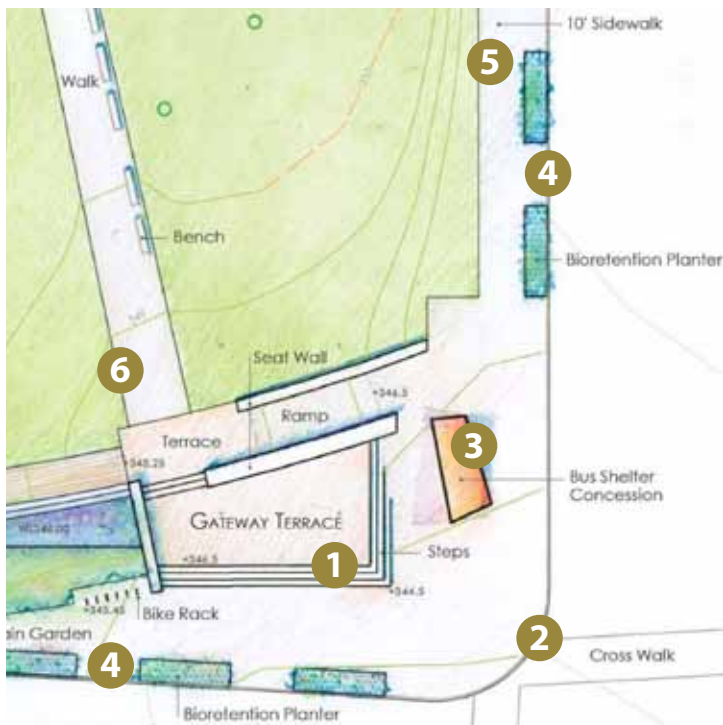 10' Sidewalk
5
Walk
4
Bench
Bioretention Planter
6
Seat Wall
+346.5
Ramp
Terrace
3
+345.25
Bus Shelter
Concession
GATEWAY TERRACE
+346.5
1
Steps
+344.5
+345.45
Bike Rack
ain Garden
2
Cross Walk
4
Bioretention Planter